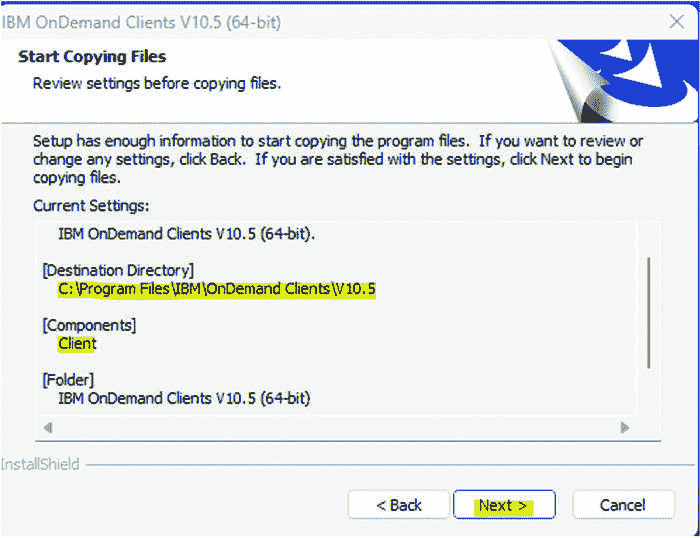 IBM OnDemand Clients V10.5 (64-bit)
Start Copying Files
Review settings before copying files.
Setup has enough information to start copying the program files. If you want to review or
change any settings, click Back. If you are satisfied with the settings, click Next to begin
copying files.
Current Settings:
IBM OnDemand Clients V10.5 (64-bit).
[Destination Directory]
C:\Program Files\IBM\OnDemand Clients\V10.5
[Components]
Client
[Folder]
IBM OnDemand Clients V10.5 (64-bit)
InstallShield
< Back
Next >
Cancel